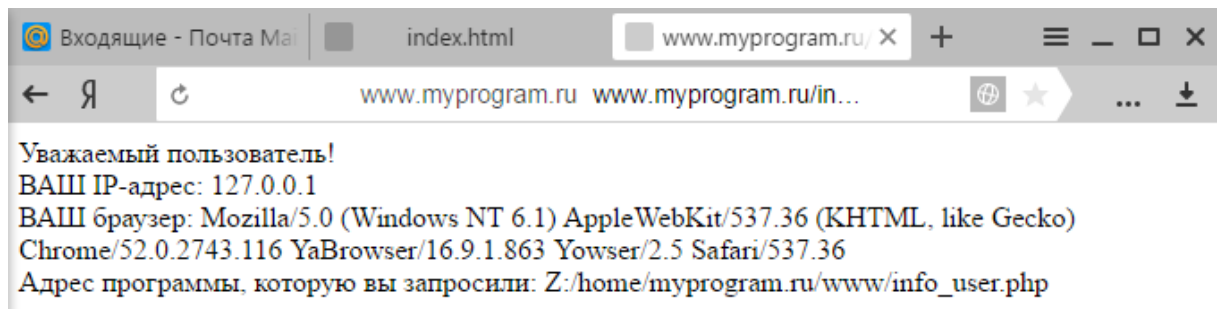 Входящие - Почта Mai
index.html
www.myprogram.ru/
Я
www.myprogram.ru www.myprogram.ru/in...
Уважаемый пользователь!
ВАШ IP-адрес: 127.0.0.1
ВАШ браузер: Mozilla/5.0 (Windows NT 6.1) AppleWebKit/537.36 (KHTML, like Gecko)
Chrome/52.0.2743.116 YaBrowser/16.9.1.863 Yowser/2.5 Safari/537.36
Адрес программы, которую вы запросили: Z:/home/myprogram.ru/www/info_user.php